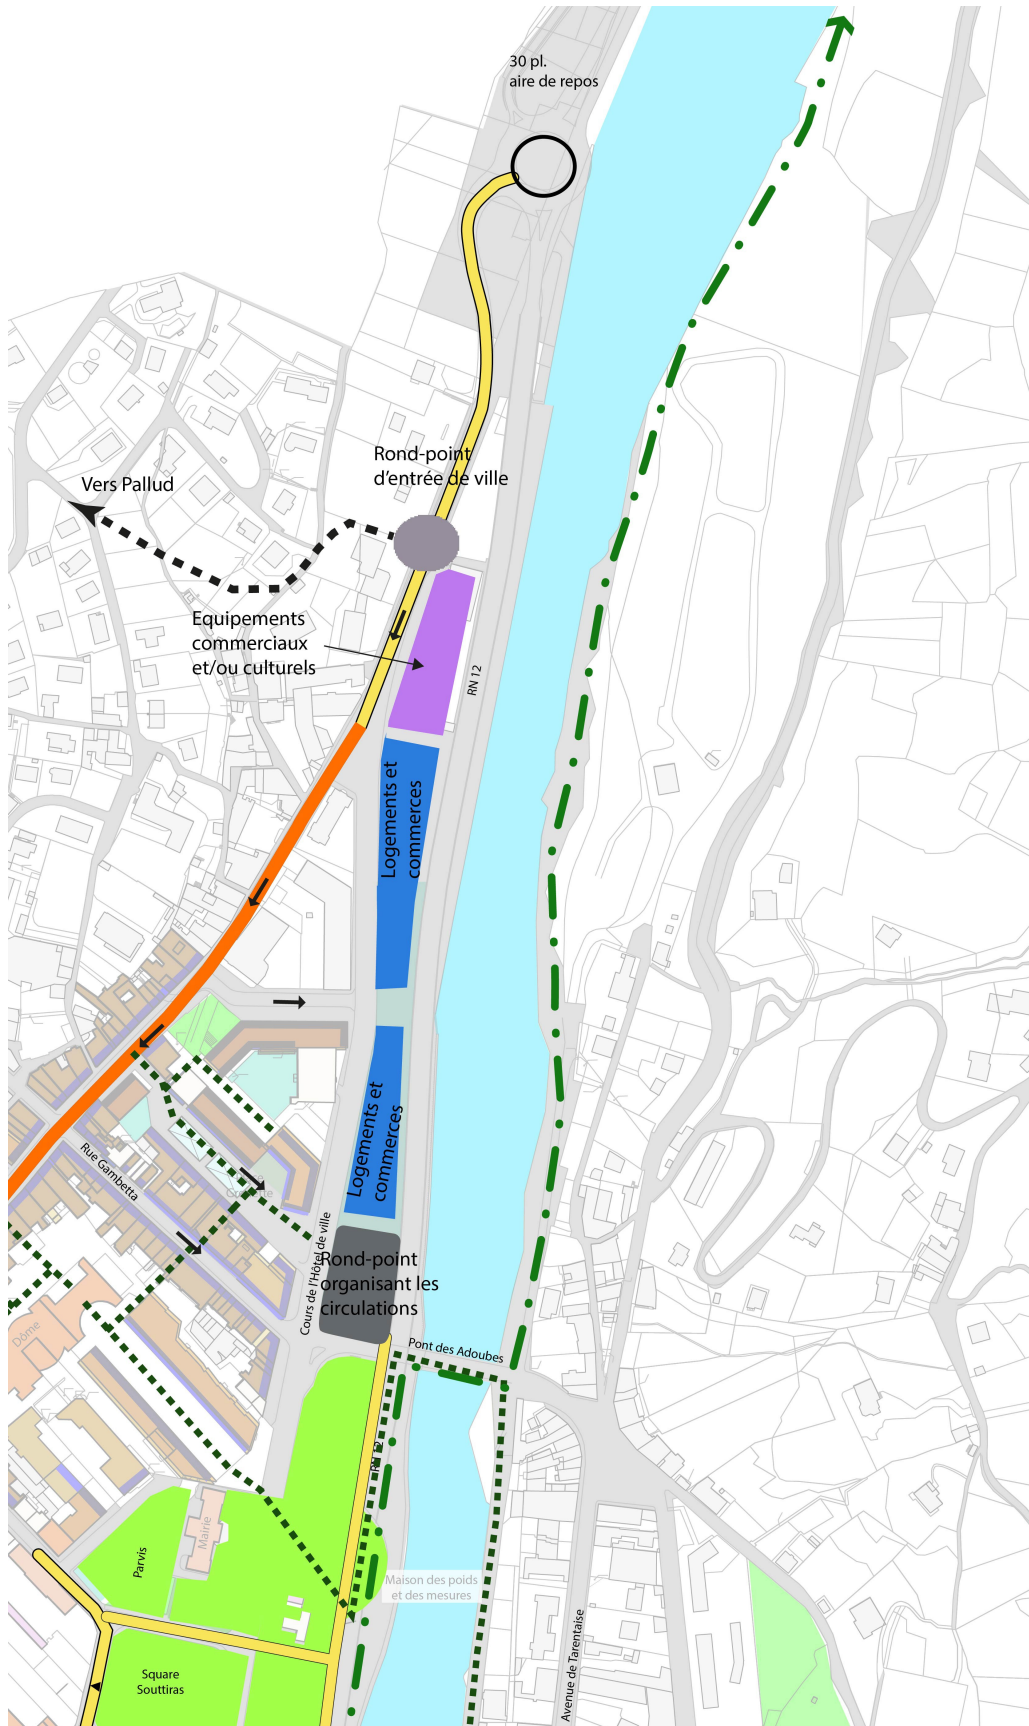 30 pl.
aire de repos
Rond-point
d'entrée de ville
Vers Pallud
Equipements
commerciaux
et/ou culturels
RN 12
Logements et
commerces
Logements et
commerces
Rue Gambetta
Cours de l'Hôtel de ville
Rond-point
organisant les
circulations
Dôme
Pont des Adoubes
Mairie
Parvis
Maison des poids
et des mesures
Square
Souttiras
Avenue de Tarentaise